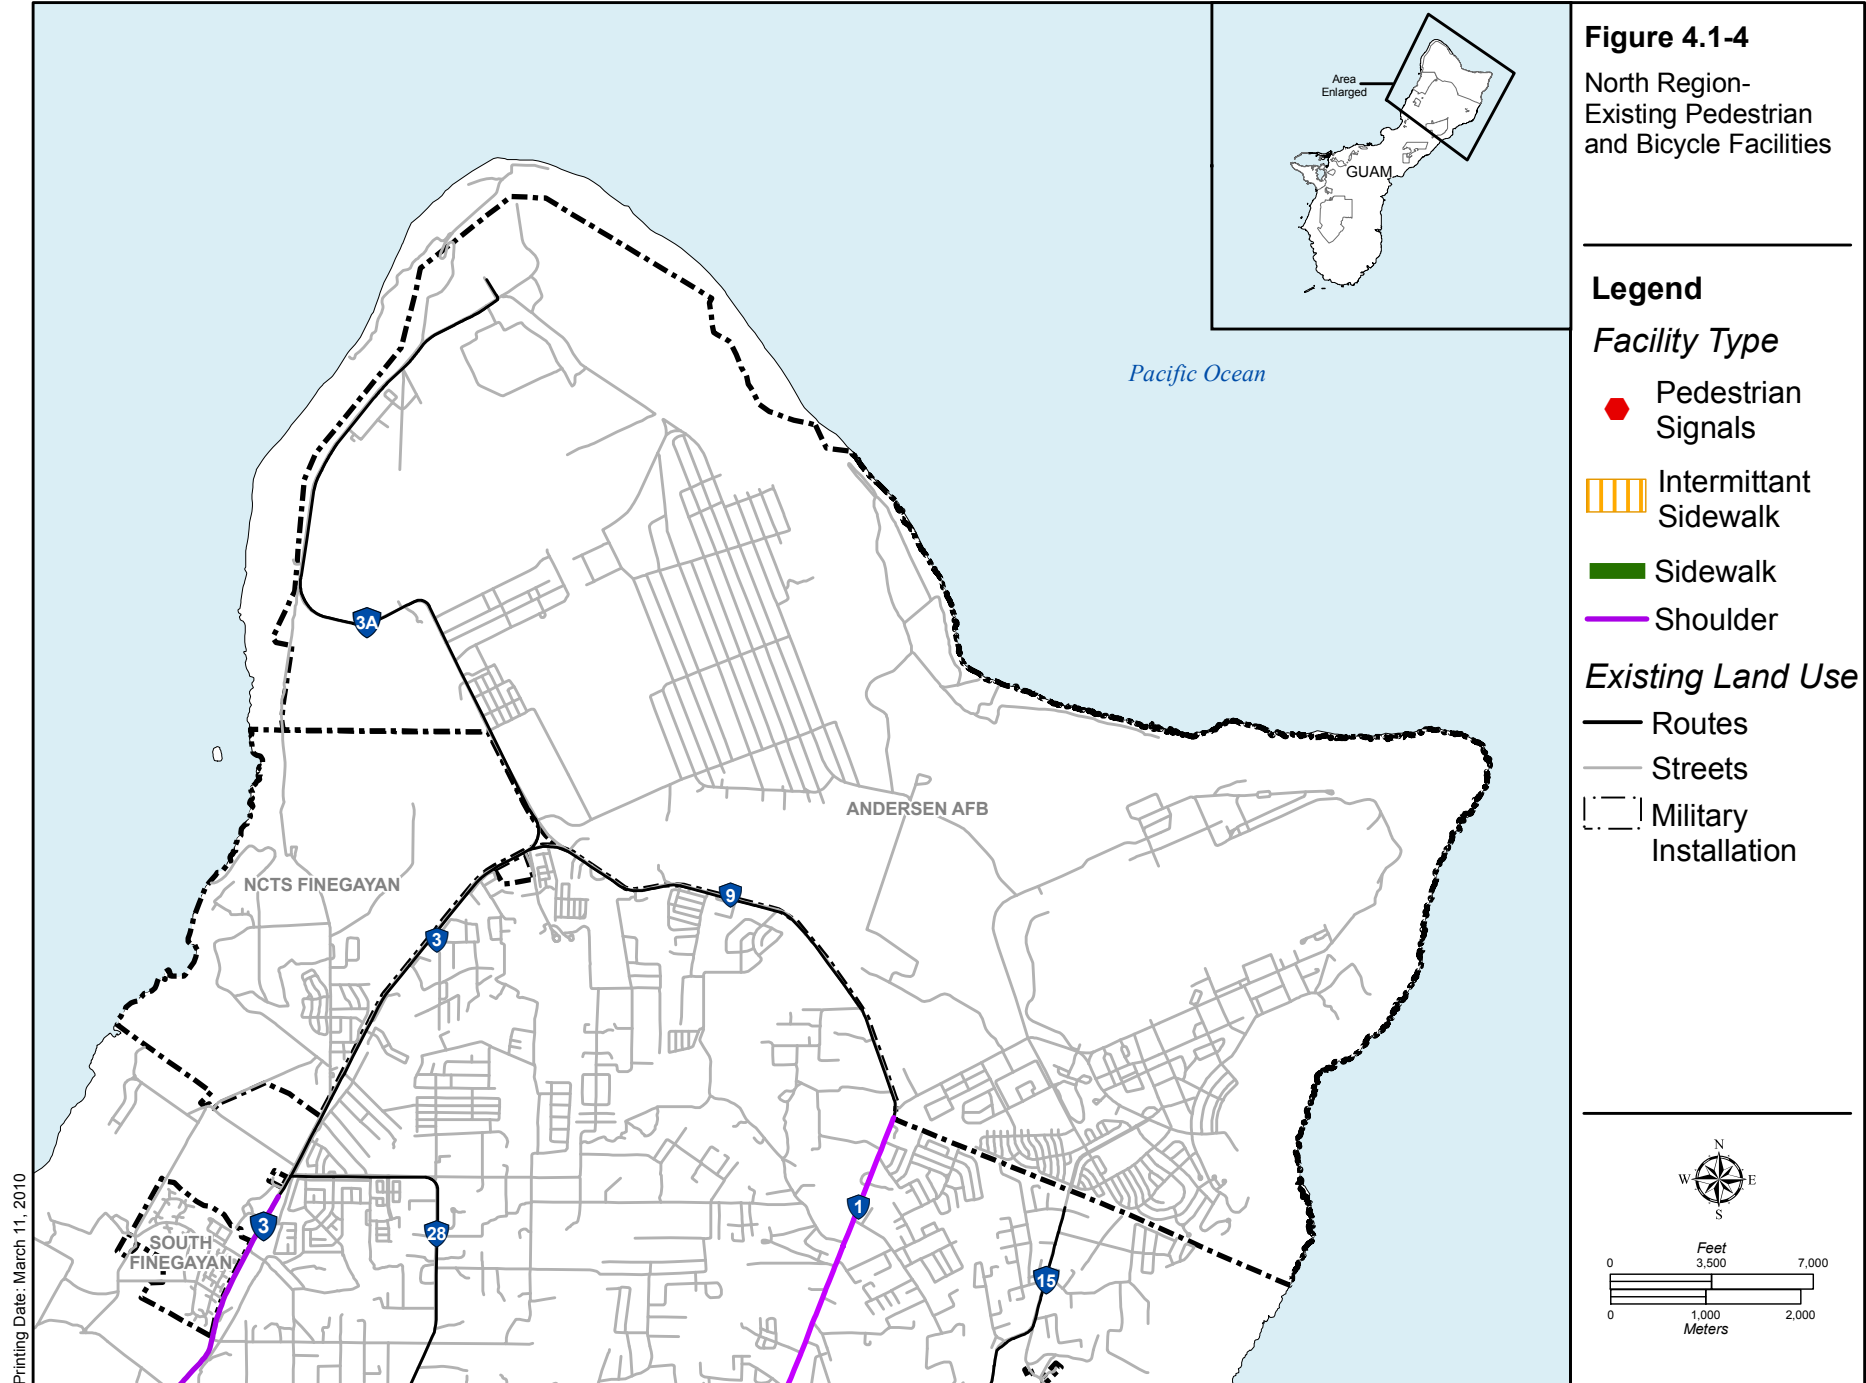 Figure 4.1-4
North Region-
Existing Pedestrian
and Bicycle Facilities
Area
Enlarged
GUAM
Pacific Ocean
Legend
Facility Type
Pedestrian
Signals
Intermittant
Sidewalk
Sidewalk
Shoulder
Existing Land Use
Routes
Streets
Military
Installation
3A
ANDERSEN AFB
NCTS FINEGAYAN
9
3
1
3
28
SOUTH
FINEGAYAN
15
N
W
E
S
Feet
0
3,500
7,000
0
1,000
2,000
Meters
Printing Date: March 11, 2010